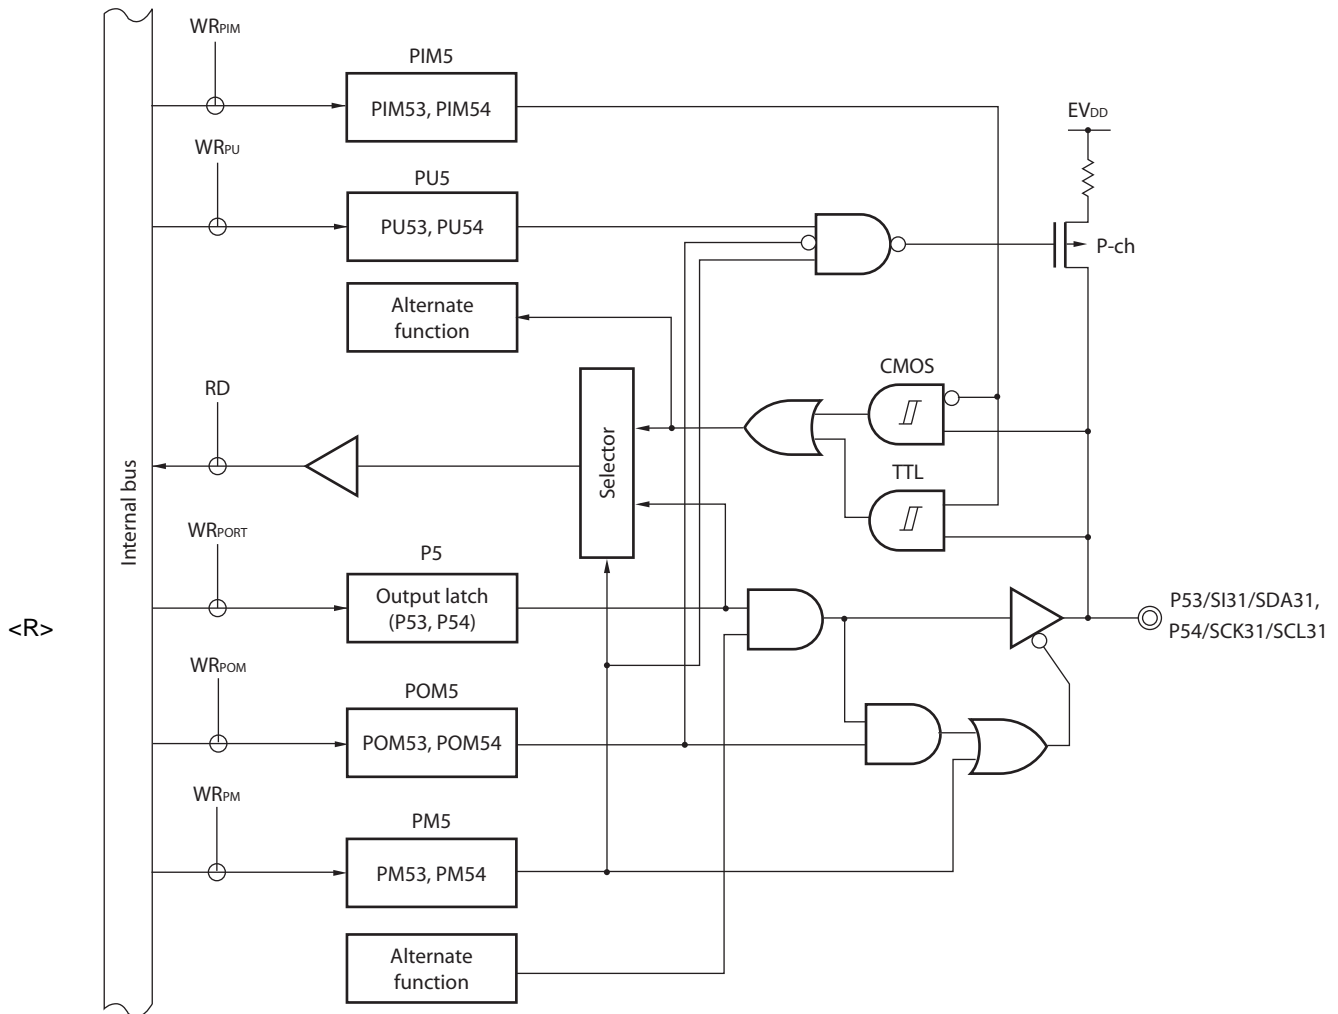 WRPIM
PIM5
PIM53, PIM54
EVDD
WRPU
PU5
PU53, PU54
P-ch
Alternate
function
CMOS
RD
Selector
TTL
Internal bus
WRPORT
P5
Output latch
(P53, P54)
P53/SI31/SDA31,
P54/SCK31/SCL31
<R>
WRPOM
POM5
POM53, POM54
WRPM
PM5
PM53, PM54
Alternate
function